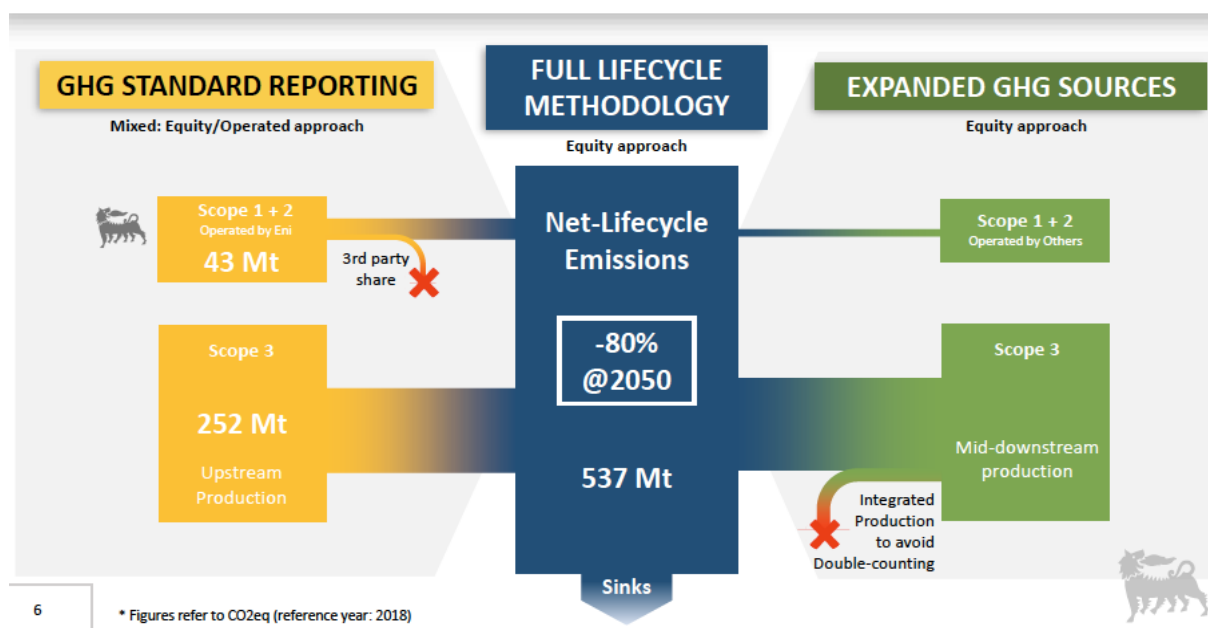 GHG STANDARD REPORTING
Mixed: Equity/Operated approach
Scope 1 + 2
Operated by Eni
43 Mt
3rd party
share
Scope 3
252 Mt
Upstream
Production
FULL LIFECYCLE
METHODOLOGY
Equity approach
Net-Lifecycle
Emissions
-80%
@2050
537 Mt
Sinks
EXPANDED GHG SOURCES
Equity approach
Scope 1 + 2
Operated by Others
Scope 3
Mid-downstream
production
Integrated
Production
to avoid
Double-counting
6
* Figures refer to CO2eq (reference year: 2018)